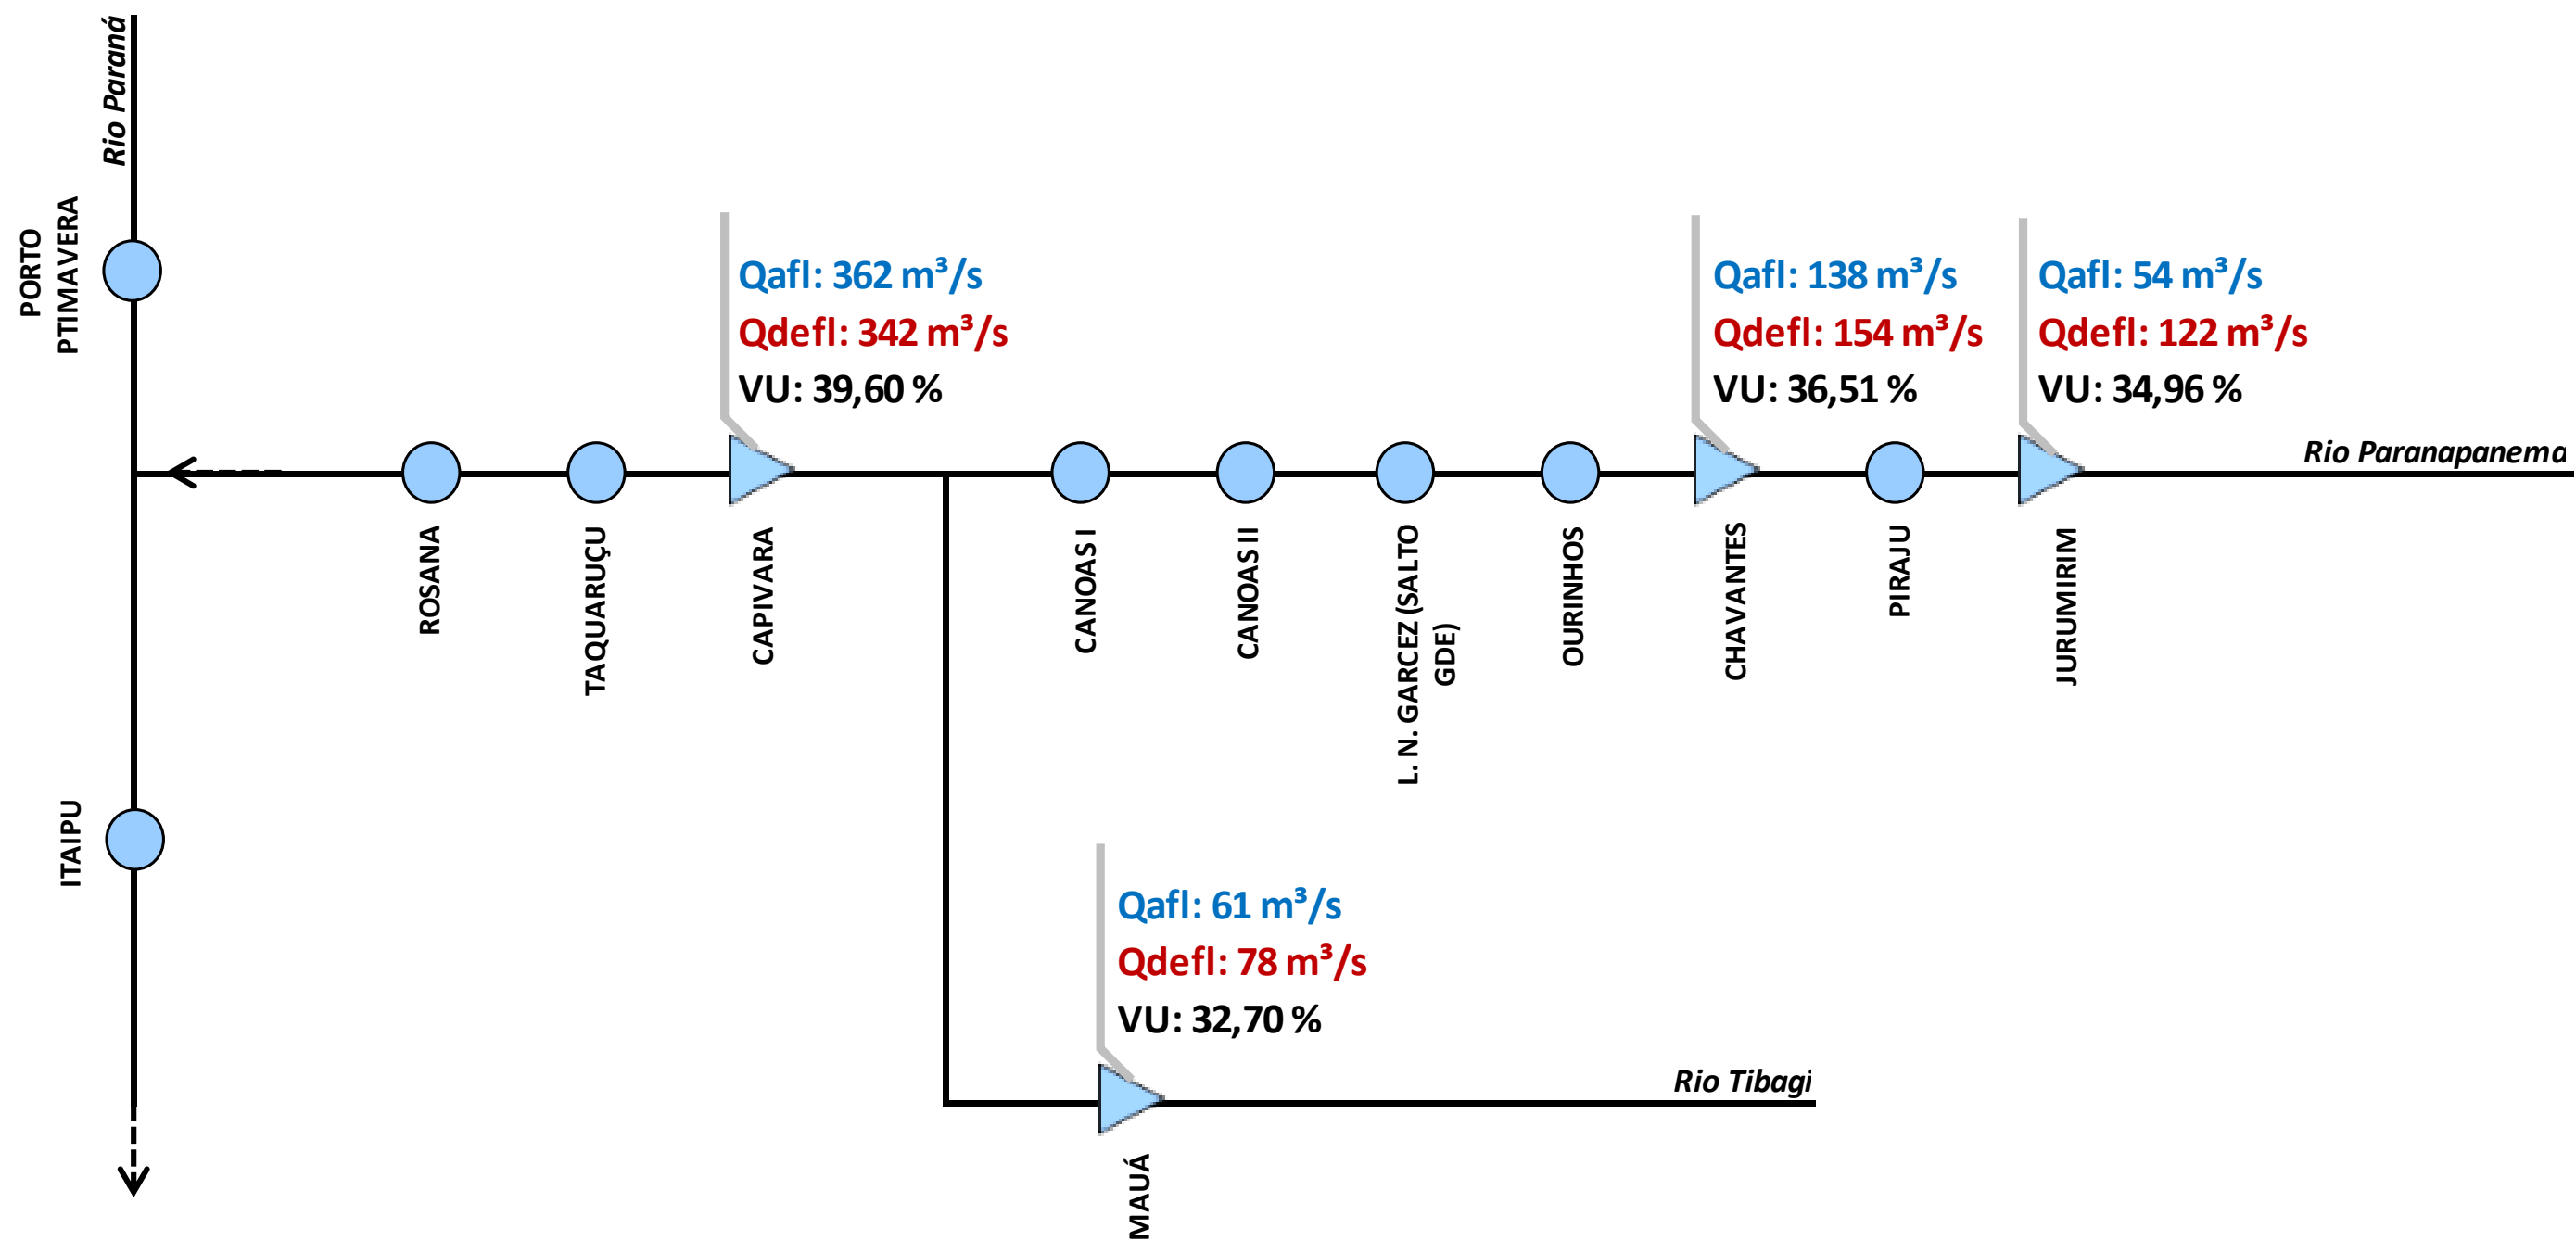 Rio Paraná
PORTO
PTIMAVERA
Qafl: 362 m³/s
Qdefl: 342 m³/s
VU: 39,60 %
Qafl: 138 m³/s
Qdefl: 154 m³/s
VU: 36,51 %
Qafl: 54 m³/s
Qdefl: 122 m³/s
VU: 34,96 %
Rio Paranapanema
ROSANA
TAQUARUÇU
CAPIVARA
CANOAS I
CANOAS II
L. N. GARCEZ (SALTO
GDE)
OURINHOS
CHAVANTES
PIRAJU
JURUMIRIM
ITAIPU
Qafl: 61 m³/s
Qdefl: 78 m³/s
VU: 32,70 %
Rio Tibagi
MAUÁ